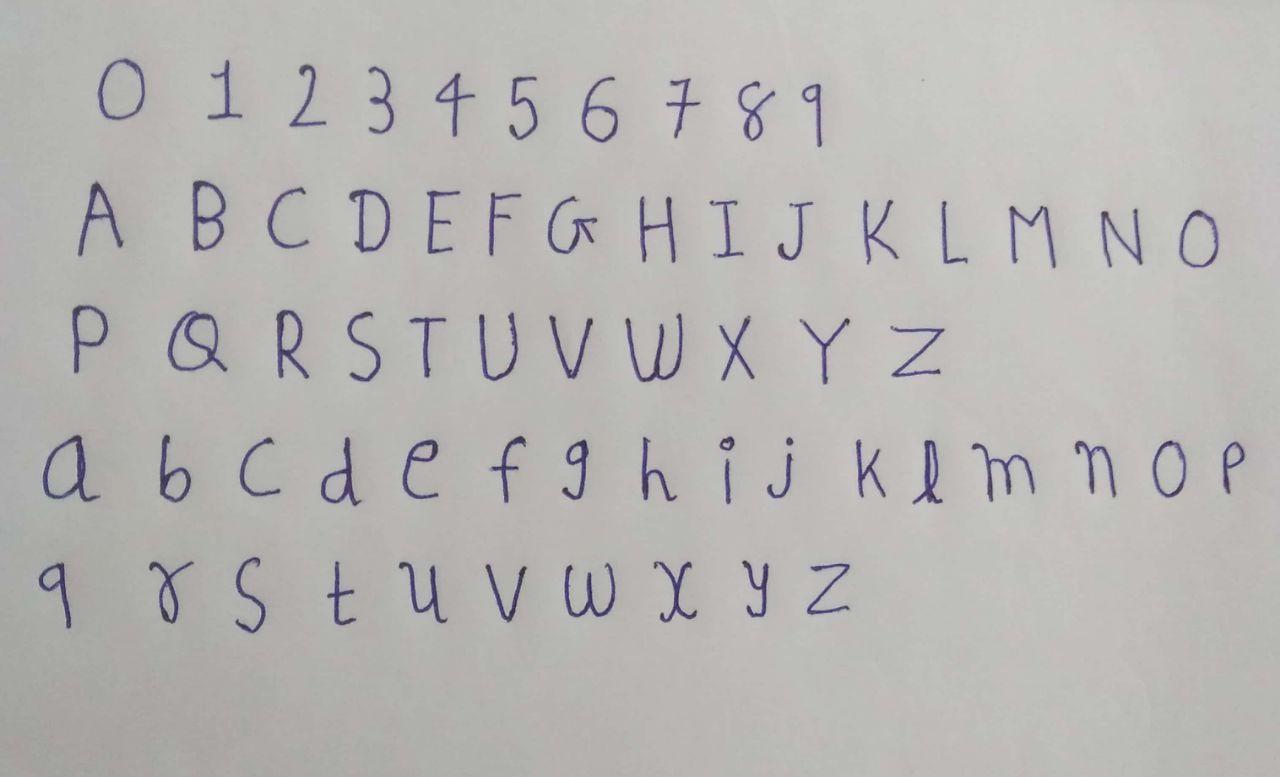 0 1 2 3 4 5 6 7 8 9
A B C D E F G H I J K L M N O
P Q R S T U V W X Y Z
a b c d e f g h i j k l m n o p
q r s t u v w x y z